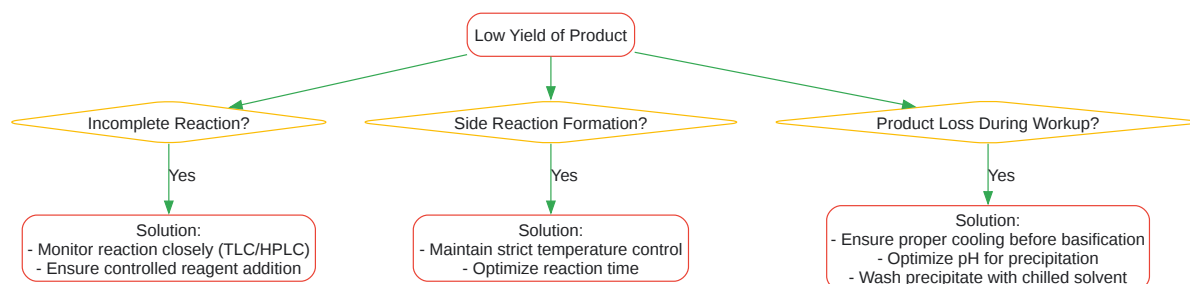 Low Yield of Product
Incomplete Reaction?
Side Reaction Formation?
Product Loss During Workup?
Yes
Yes
Yes
Solution:
- Monitor reaction closely (TLC/HPLC)
- Ensure controlled reagent addition
Solution:
- Maintain strict temperature control
- Optimize reaction time
Solution:
- Ensure proper cooling before basification
- Optimize pH for precipitation
- Wash precipitate with chilled solvent